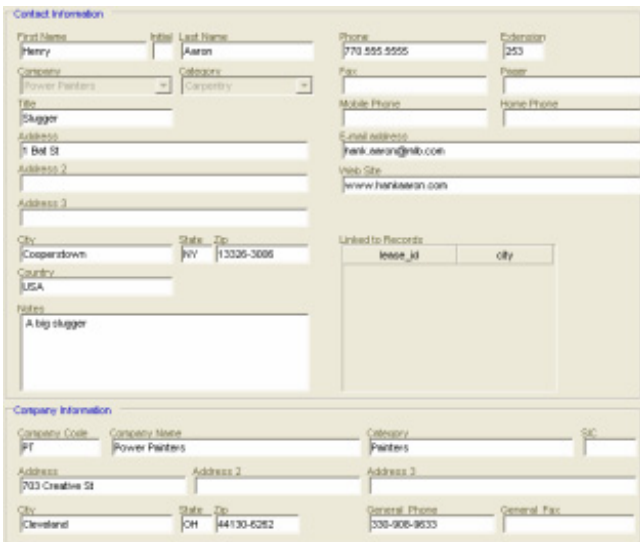 Contact Information
First Name Initial Last Name Phone Extension
Henry Aaron 770.555.5555 253
Company Category Fax Pager
Power Painters Carpentry
Title Mobile Phone Home Phone
Slugger
Address E-mail address
1 Bat St hank.aaron@mlb.com
Address 2 Web Site
www.hankaaron.com
Address 3
City State Zip Linked to Records
Cooperstown NY lease_id city
Country
USA
Notes
A big slugger
Company Information
Company Code Company Name Category SIC
PT Power Painters Painters
Address Address 2 Address 3
703 Creative St
City State Zip General Phone General Fax
Cleveland OH 44130-6262 330-908-9633